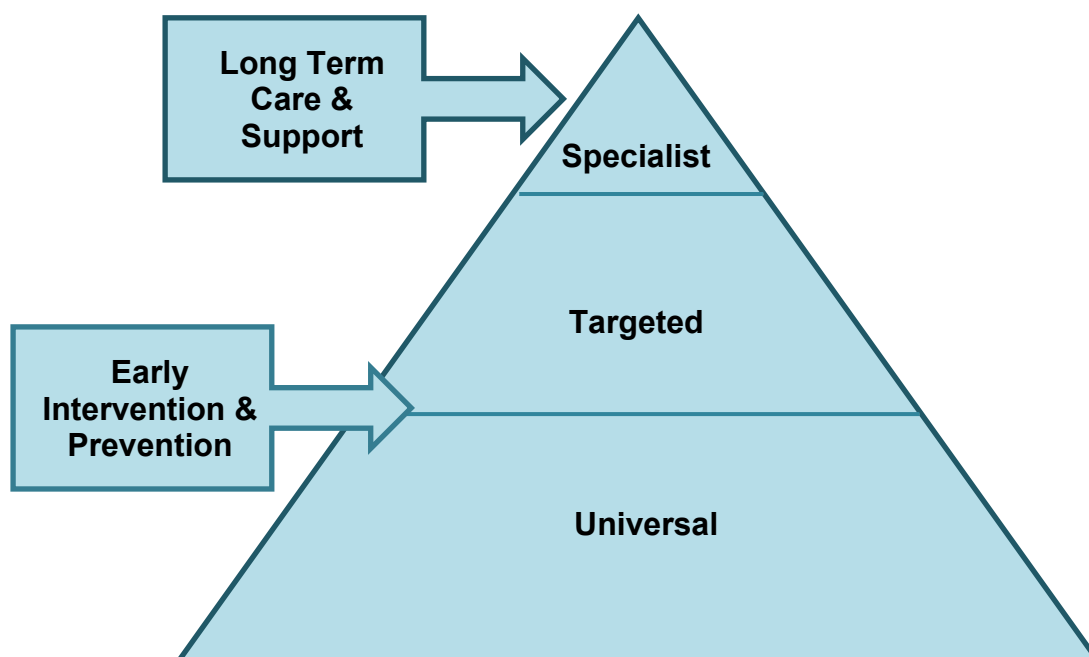 Long Term
Care &
Support
Specialist
Targeted
Early
Intervention &
Prevention
Universal